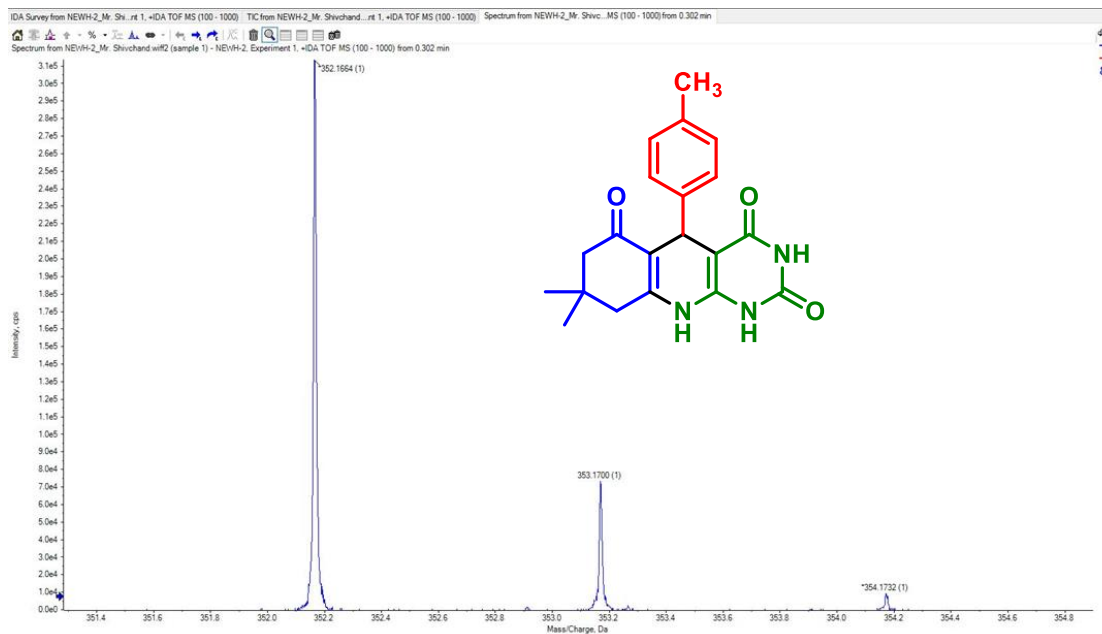 IDA Survey from NEWH-2_Mr. Shi...nt 1, +IDA TOF MS (100 - 1000) TIC from NEWH-2_Mr. Shivchand...nt 1, +IDA TOF MS (100 - 1000) Spectrum from NEWH-2_Mr. Shivc...MS (100 - 1000) from 0.302 min
%
Spectrum from NEWH-2_Mr. Shivchand.wiff2 (sample 1) - NEWH-2, Experiment 1, +IDA TOF MS (100 - 1000) from 0.302 min
3.1e5
3.0e5
2.9e5
2.8e5
2.7e5
2.6e5
2.5e5
2.4e5
2.3e5
2.2e5
2.1e5
2.0e5
1.9e5
1.8e5
1.7e5
1.6e5
1.5e5
1.4e5
1.3e5
1.2e5
1.1e5
1.0e5
9.0e4
8.0e4
7.0e4
6.0e4
5.0e4
4.0e4
3.0e4
2.0e4
1.0e4
0.0e0
Intensity, cps
*352.1664 (1)
353.1700 (1)
*354.1732 (1)
CH3
O
O
NH
N
H
N
H
O
351.4 351.6 351.8 352.0 352.2 352.4 352.6 352.8 353.0 353.2 353.4 353.6 353.8 354.0 354.2 354.4 354.6 354.8
Mass/Charge, Da